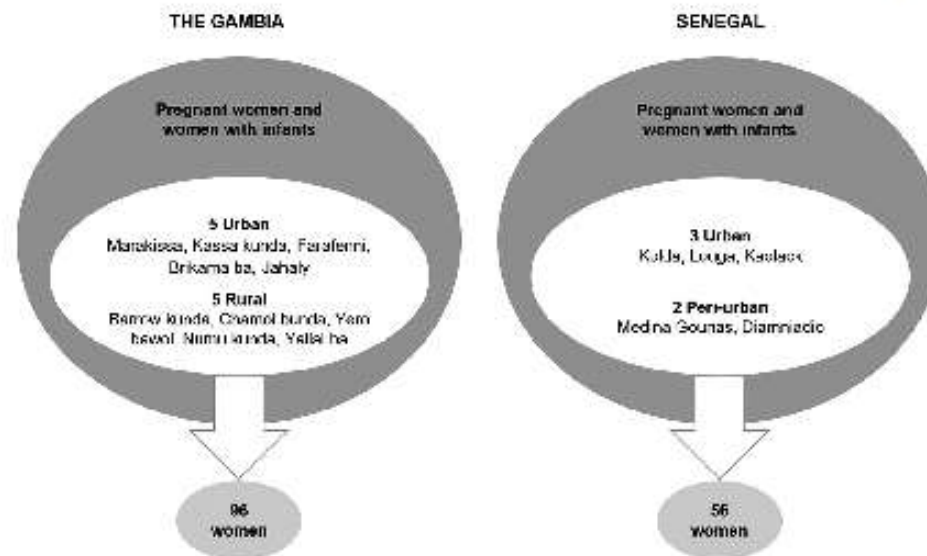 THE GAMBIA
Pregnant women and
women with infants
5 Urban
Marakissa, Kassa kunda, Farafenni,
Brikama ba, Jahaly
5 Rural
kunda, Chamoi bunda, Yero
bawol, Numu kunda, Yallal ba
96
women
SENEGAL
Pregnant women and
women with infants
3 Urban
Kolda, Louga, Kaolack
2 Peri-urban
Medina Gounas, Diamniadio
56
women